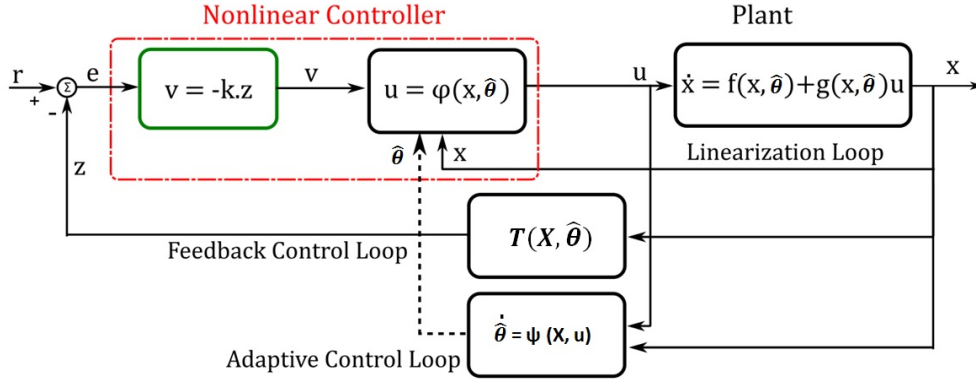 Nonlinear Controller
Plant
r
+
-
Σ
e
v = -k.z
v
u = φ(x,θ̂)
u
ẋ = f(x,θ̂)+g(x,θ̂)u
x
z
θ̂
x
Linearization Loop
T(X, θ̂)
Feedback Control Loop
θ̂̇ = ψ (X, u)
Adaptive Control Loop